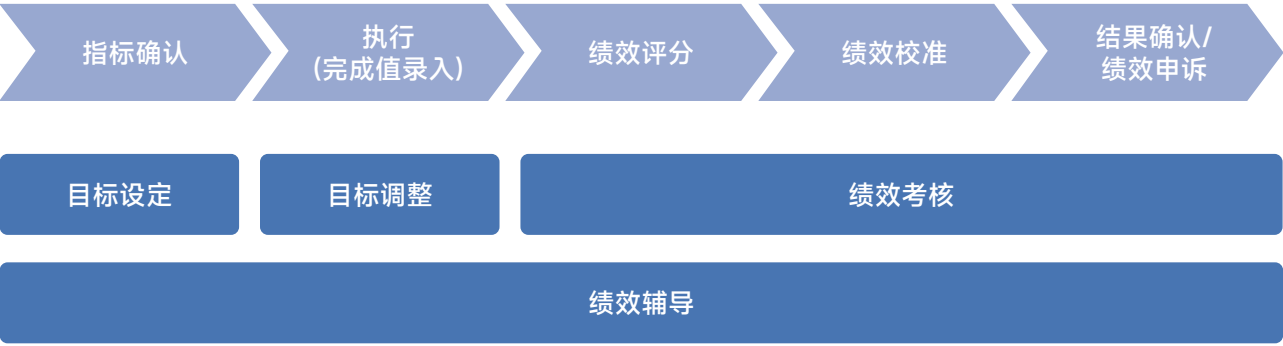 指标确认
执行
(完成值录入)
绩效评分
绩效校准
结果确认/
绩效申诉
目标设定
目标调整
绩效考核
绩效辅导